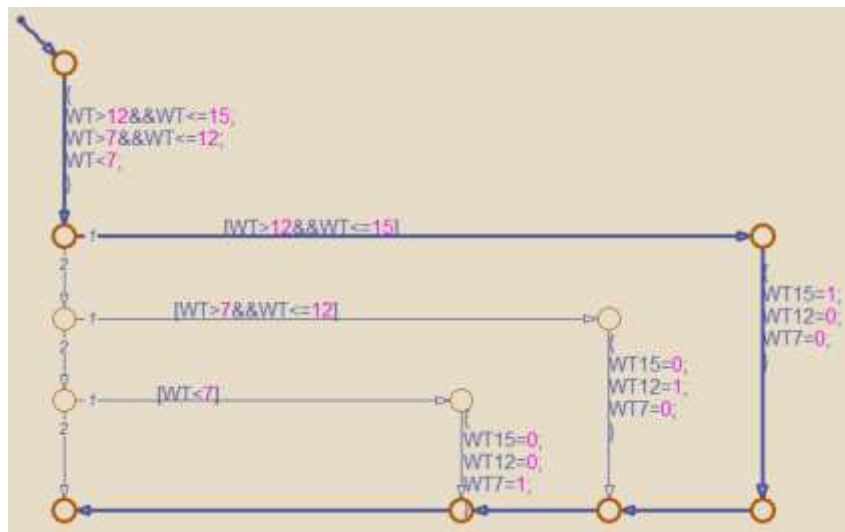 {
WT>12&&WT<=15;
WT>7&&WT<=12;
WT<7;
}
1 [WT>12&&WT<=15]
{
WT15=1;
WT12=0;
WT7=0;
}
2
1 [WT>7&&WT<=12]
{
WT15=0;
WT12=1;
WT7=0;
}
2
1 [WT<7]
{
WT15=0;
WT12=0;
WT7=1;
}
2